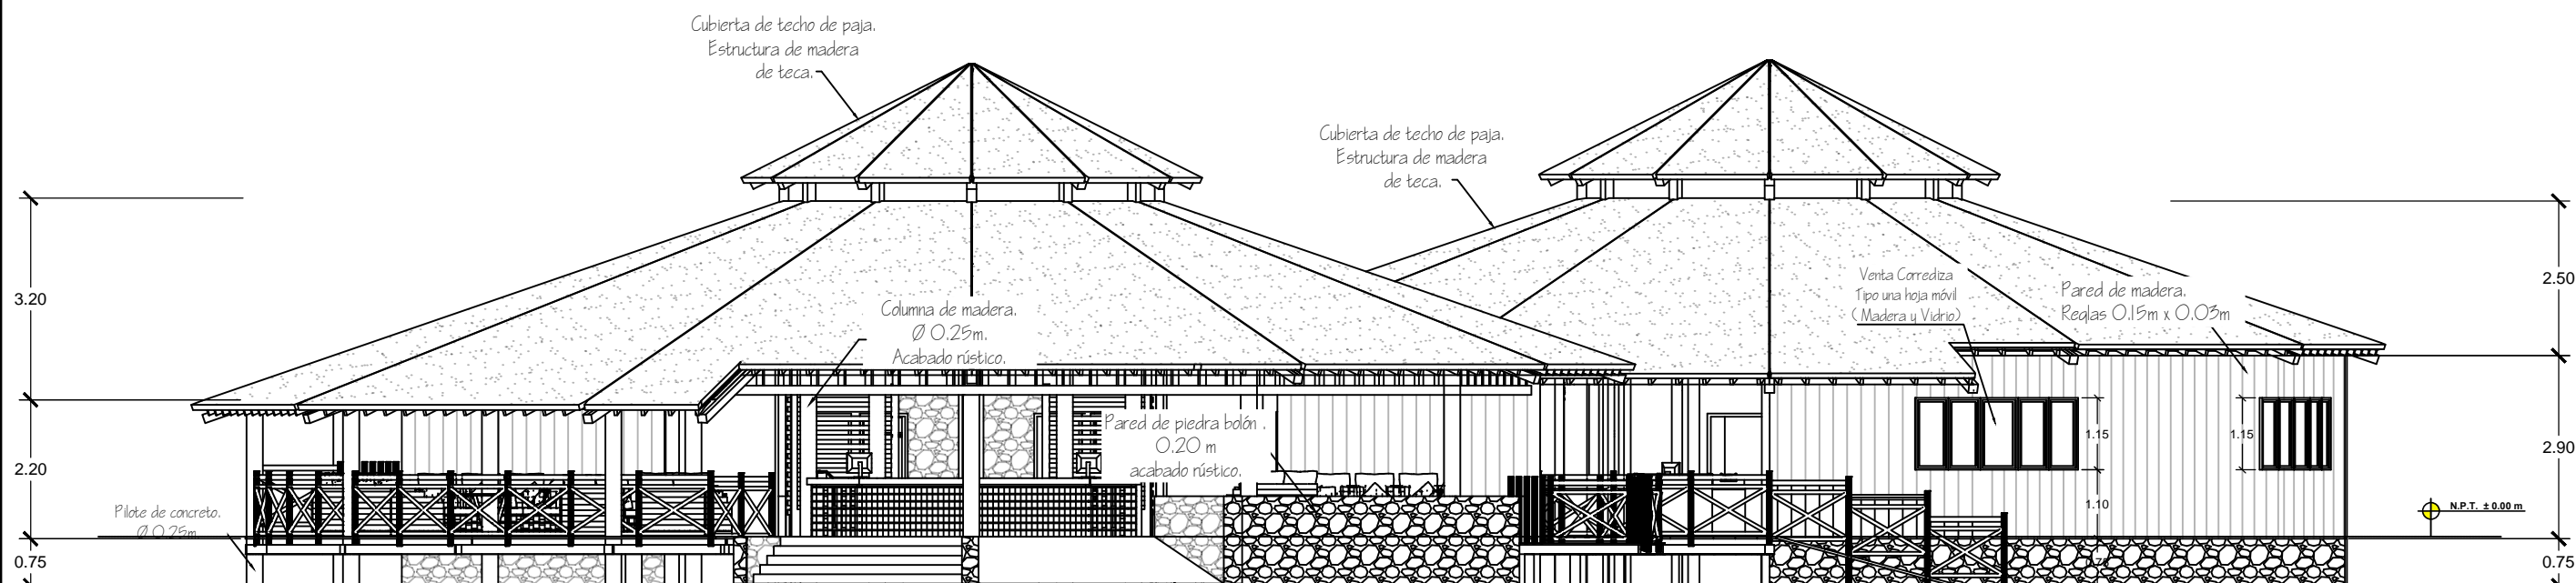 Cubierta de techo de paja.
Estructura de madera
de teca.
Cubierta de techo de paja.
Estructura de madera
de teca.
3.20
2.20
0.75
Columna de madera.
Ø 0.25m.
Acabado rústico.
Pared de piedra bolón .
0.20 m
acabado rústico.
Pilote de concreto.
Ø 0.25m.
Venta Corrediza
Tipo una hoja móvil
( Madera y Vidrio)
Pared de madera.
Reglas 0.15m x 0.03m
1.15
1.10
1.15
2.50
2.90
0.75
N.P.T. ± 0.00 m